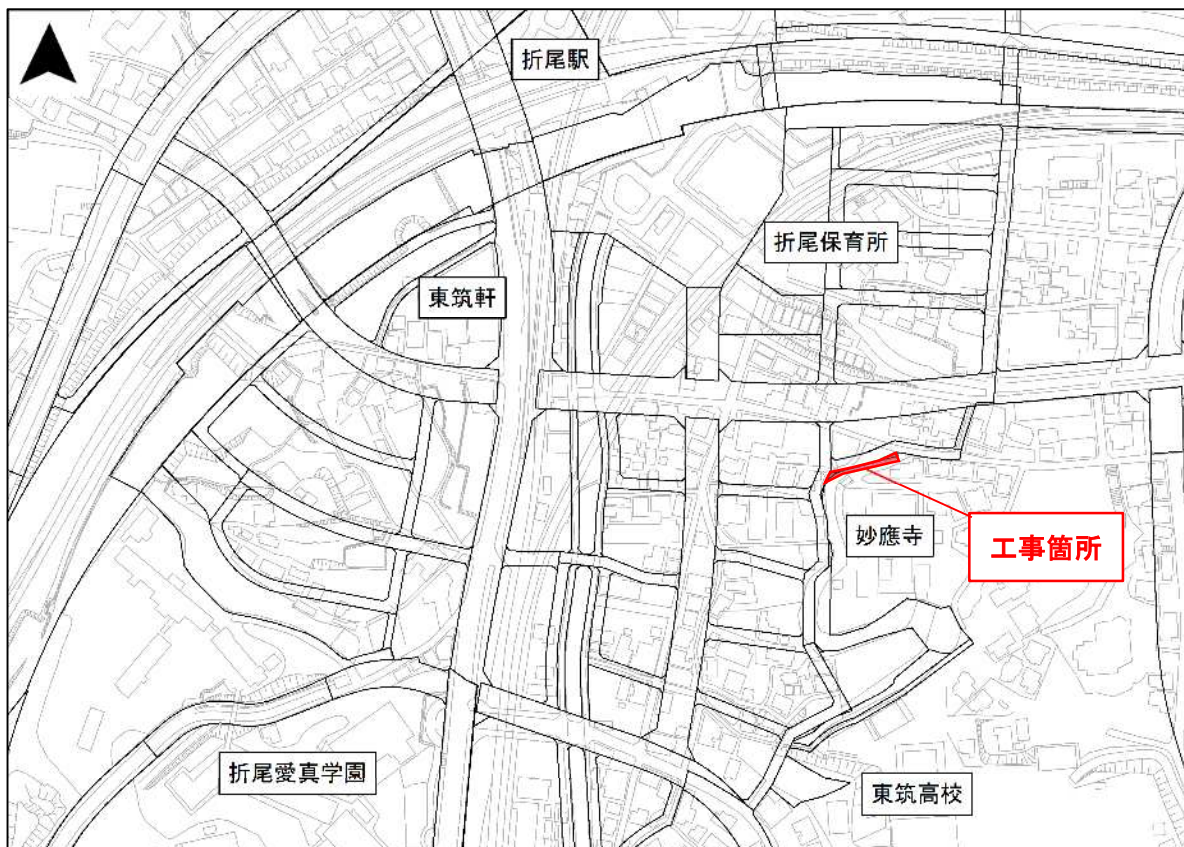 折尾駅
折尾保育所
東筑軒
妙應寺
工事箇所
折尾愛真学園
東筑高校